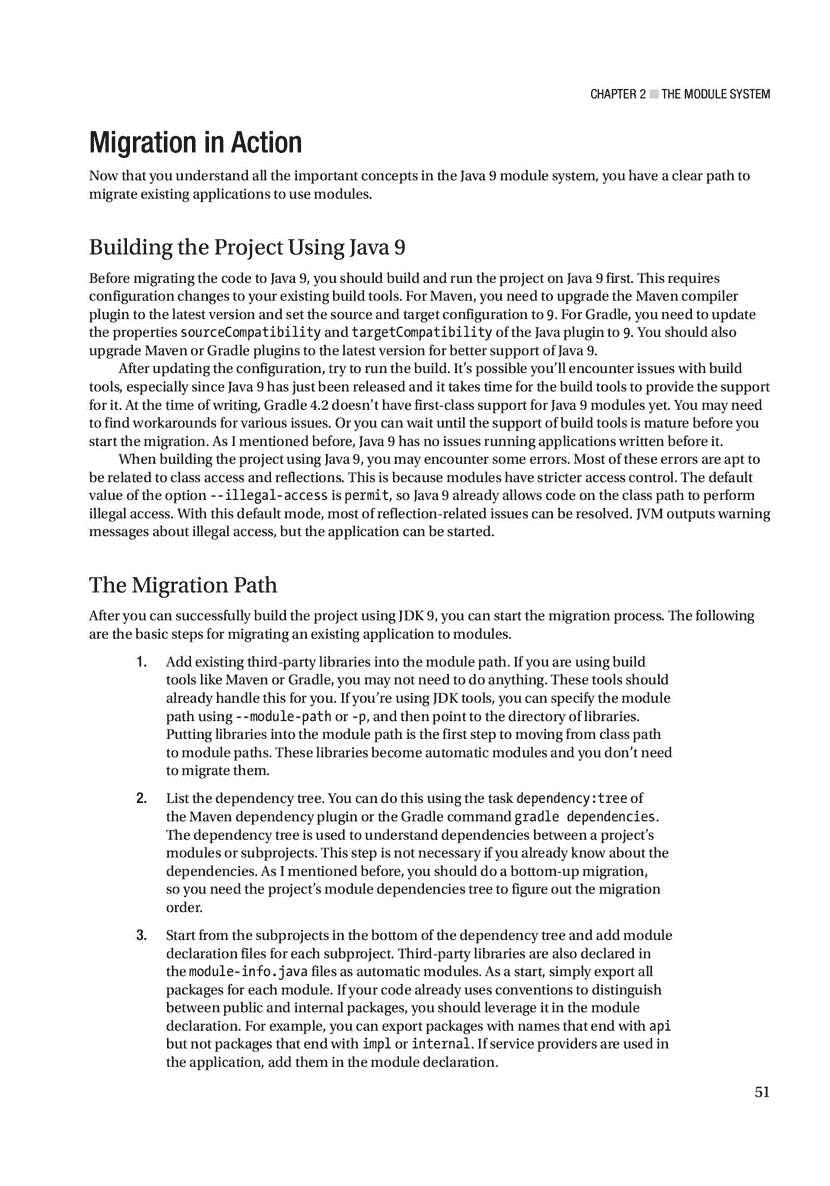 CHAPTER 2 ■ THE MODULE SYSTEM
Migration in Action
Now that you understand all the important concepts in the Java 9 module system, you have a clear path to
migrate existing applications to use modules.
Building the Project Using Java 9
Before migrating the code to Java 9, you should build and run the project on Java 9 first. This requires
configuration changes to your existing build tools. For Maven, you need to upgrade the Maven compiler
plugin to the latest version and set the source and target configuration to 9. For Gradle, you need to update
the properties sourceCompatibility and targetCompatibility of the Java plugin to 9. You should also
upgrade Maven or Gradle plugins to the latest version for better support of Java 9.
After updating the configuration, try to run the build. It’s possible you’ll encounter issues with build
tools, especially since Java 9 has just been released and it takes time for the build tools to provide the support
for it. At the time of writing, Gradle 4.2 doesn’t have first-class support for Java 9 modules yet. You may need
to find workarounds for various issues. Or you can wait until the support of build tools is mature before you
start the migration. As I mentioned before, Java 9 has no issues running applications written before it.
When building the project using Java 9, you may encounter some errors. Most of these errors are apt to
be related to class access and reflections. This is because modules have stricter access control. The default
value of the option --illegal-access is permit, so Java 9 already allows code on the class path to perform
illegal access. With this default mode, most of reflection-related issues can be resolved. JVM outputs warning
messages about illegal access, but the application can be started.
The Migration Path
After you can successfully build the project using JDK 9, you can start the migration process. The following
are the basic steps for migrating an existing application to modules.
1. Add existing third-party libraries into the module path. If you are using build
tools like Maven or Gradle, you may not need to do anything. These tools should
already handle this for you. If you’re using JDK tools, you can specify the module
path using --module-path or -p, and then point to the directory of libraries.
Putting libraries into the module path is the first step to moving from class path
to module paths. These libraries become automatic modules and you don’t need
to migrate them.
2. List the dependency tree. You can do this using the task dependency:tree of
the Maven dependency plugin or the Gradle command gradle dependencies.
The dependency tree is used to understand dependencies between a project’s
modules or subprojects. This step is not necessary if you already know about the
dependencies. As I mentioned before, you should do a bottom-up migration,
so you need the project’s module dependencies tree to figure out the migration
order.
3. Start from the subprojects in the bottom of the dependency tree and add module
declaration files for each subproject. Third-party libraries are also declared in
the module-info.java files as automatic modules. As a start, simply export all
packages for each module. If your code already uses conventions to distinguish
between public and internal packages, you should leverage it in the module
declaration. For example, you can export packages with names that end with api
but not packages that end with impl or internal. If service providers are used in
the application, add them in the module declaration.
51